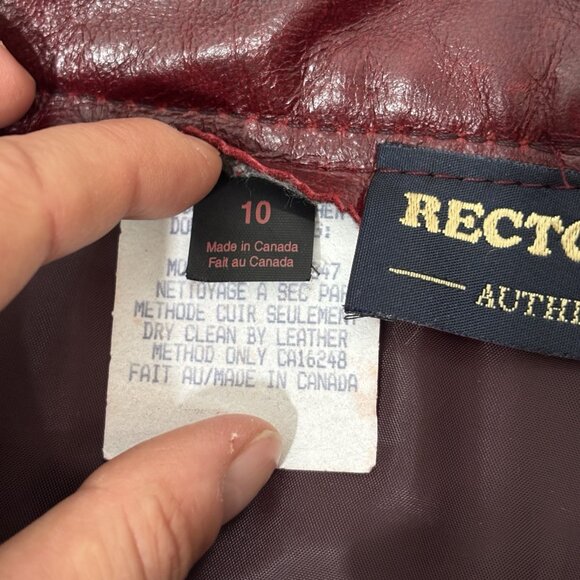 10
Made in Canada
Fait au Canada
RECTO
AUTHE
NETTOYAGE A SEC PAR
METHODE CUIR SEULEMENT
DRY CLEAN BY LEATHER
METHOD ONLY CA16248
FAIT AU/MADE IN CANADA